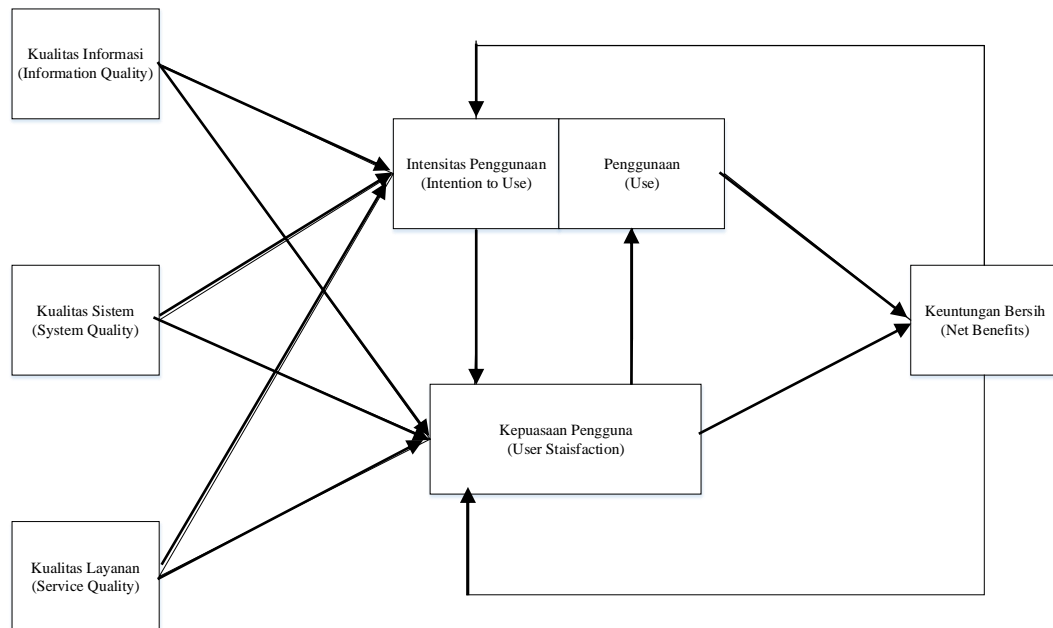 Kualitas Informasi
(Information Quality)
Intensitas Penggunaan
(Intention to Use)
Penggunaan
(Use)
Kualitas Sistem
(System Quality)
Keuntungan Bersih
(Net Benefits)
Kepuasaan Pengguna
(User Staisfaction)
Kualitas Layanan
(Service Quality)